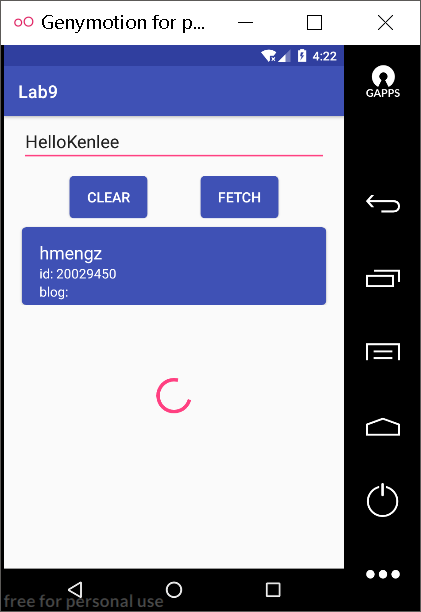 Genymotion for p...
4:22
GAPPS
Lab9
HelloKenlee
CLEAR
FETCH
hmengz
id: 20029450
blog:
free for personal use